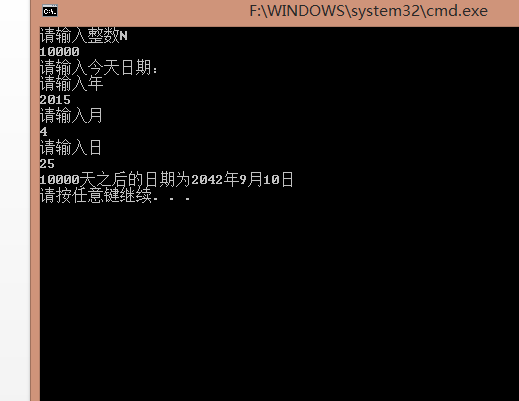 F:\WINDOWS\system32\cmd.exe
请输入整数N
10000
请输入今天日期：
请输入年
2015
请输入月
4
请输入日
25
10000天之后的日期为2042年9月10日
请按任意键继续. . .